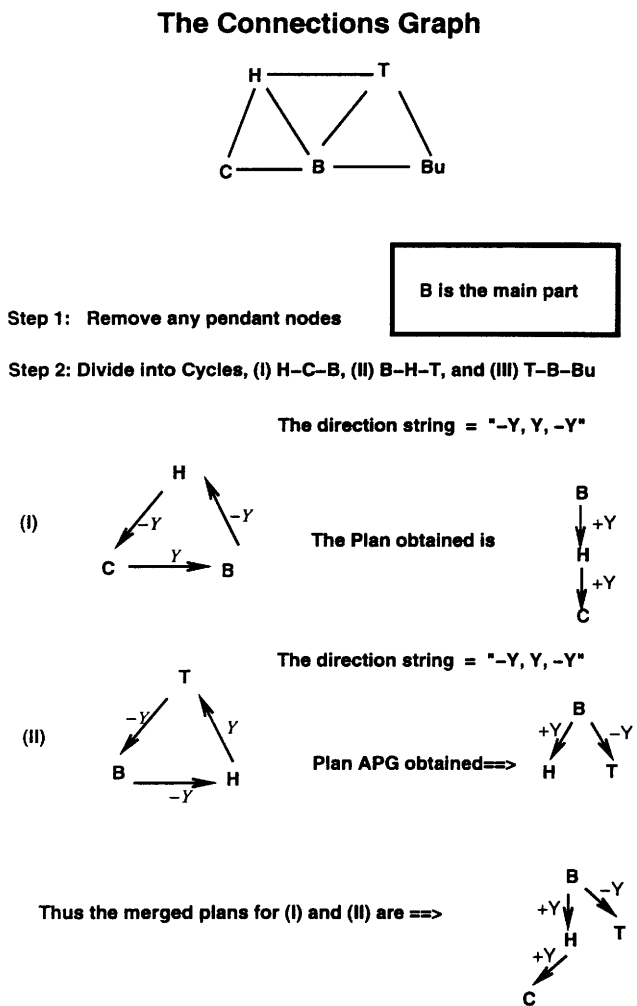 The Connections Graph
H T
C B Bu
B is the main part
Step 1: Remove any pendant nodes
Step 2: Divide into Cycles, (I) H–C–B, (II) B–H–T, and (III) T–B–Bu
The direction string = "–Y, Y, –Y"
H
B
(I)
–Y –Y
+Y
The Plan obtained is
H
Y
C B
+Y
C
The direction string = "–Y, Y, –Y"
T
B
–Y Y
+Y –Y
(II)
Plan APG obtained==>
B H
H T
–Y
B
–Y
Thus the merged plans for (I) and (II) are ==>
+Y
T
H
+Y
C